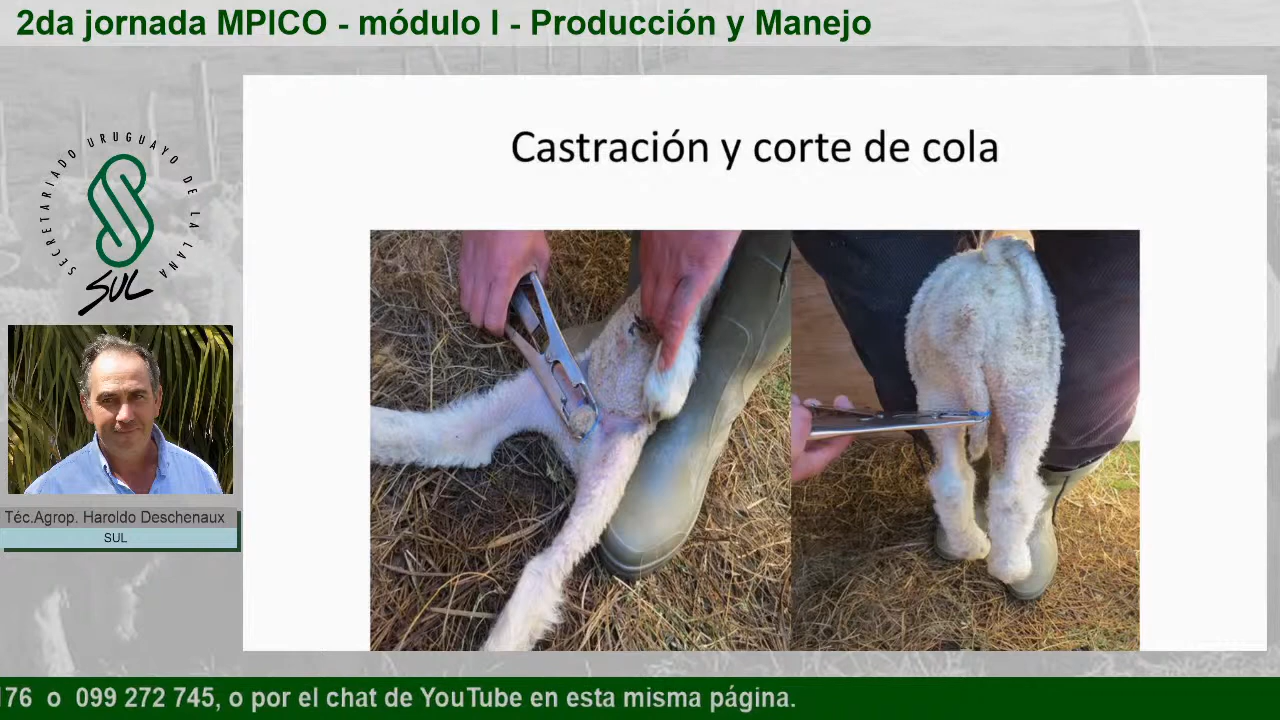 2da jornada MPICO - módulo I - Producción y Manejo
SECRETARIADO URUGUAYO DE LA LANA
SUL
Castración y corte de cola
Téc.Agrop. Haroldo Deschenaux
SUL
176 o 099 272 745, o por el chat de YouTube en esta misma página.